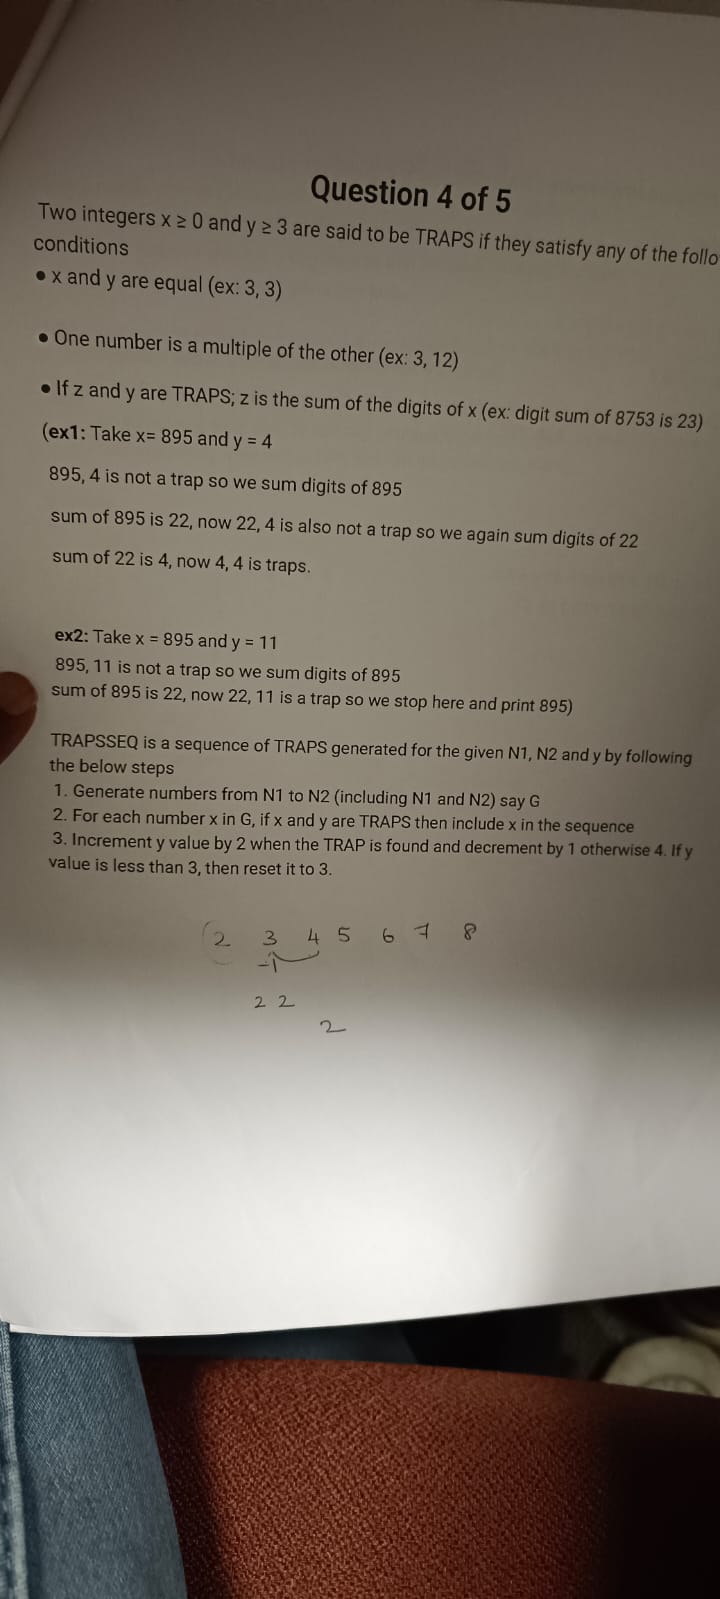 Question 4 of 5
Two integers x ≥ 0 and y ≥ 3 are said to be TRAPS if they satisfy any of the follo
conditions
• x and y are equal (ex: 3, 3)
• One number is a multiple of the other (ex: 3, 12)
• If z and y are TRAPS; z is the sum of the digits of x (ex: digit sum of 8753 is 23)
(ex1: Take x= 895 and y = 4
895, 4 is not a trap so we sum digits of 895
sum of 895 is 22, now 22, 4 is also not a trap so we again sum digits of 22
sum of 22 is 4, now 4, 4 is traps.
ex2: Take x = 895 and y = 11
895, 11 is not a trap so we sum digits of 895
sum of 895 is 22, now 22, 11 is a trap so we stop here and print 895)
TRAPSSEQ is a sequence of TRAPS generated for the given N1, N2 and y by following
the below steps
1. Generate numbers from N1 to N2 (including N1 and N2) say G
2. For each number x in G, if x and y are TRAPS then include x in the sequence
3. Increment y value by 2 when the TRAP is found and decrement by 1 otherwise 4. If y
value is less than 3, then reset it to 3.
(2 3 4 5 6 7 8
-1
2 2
2